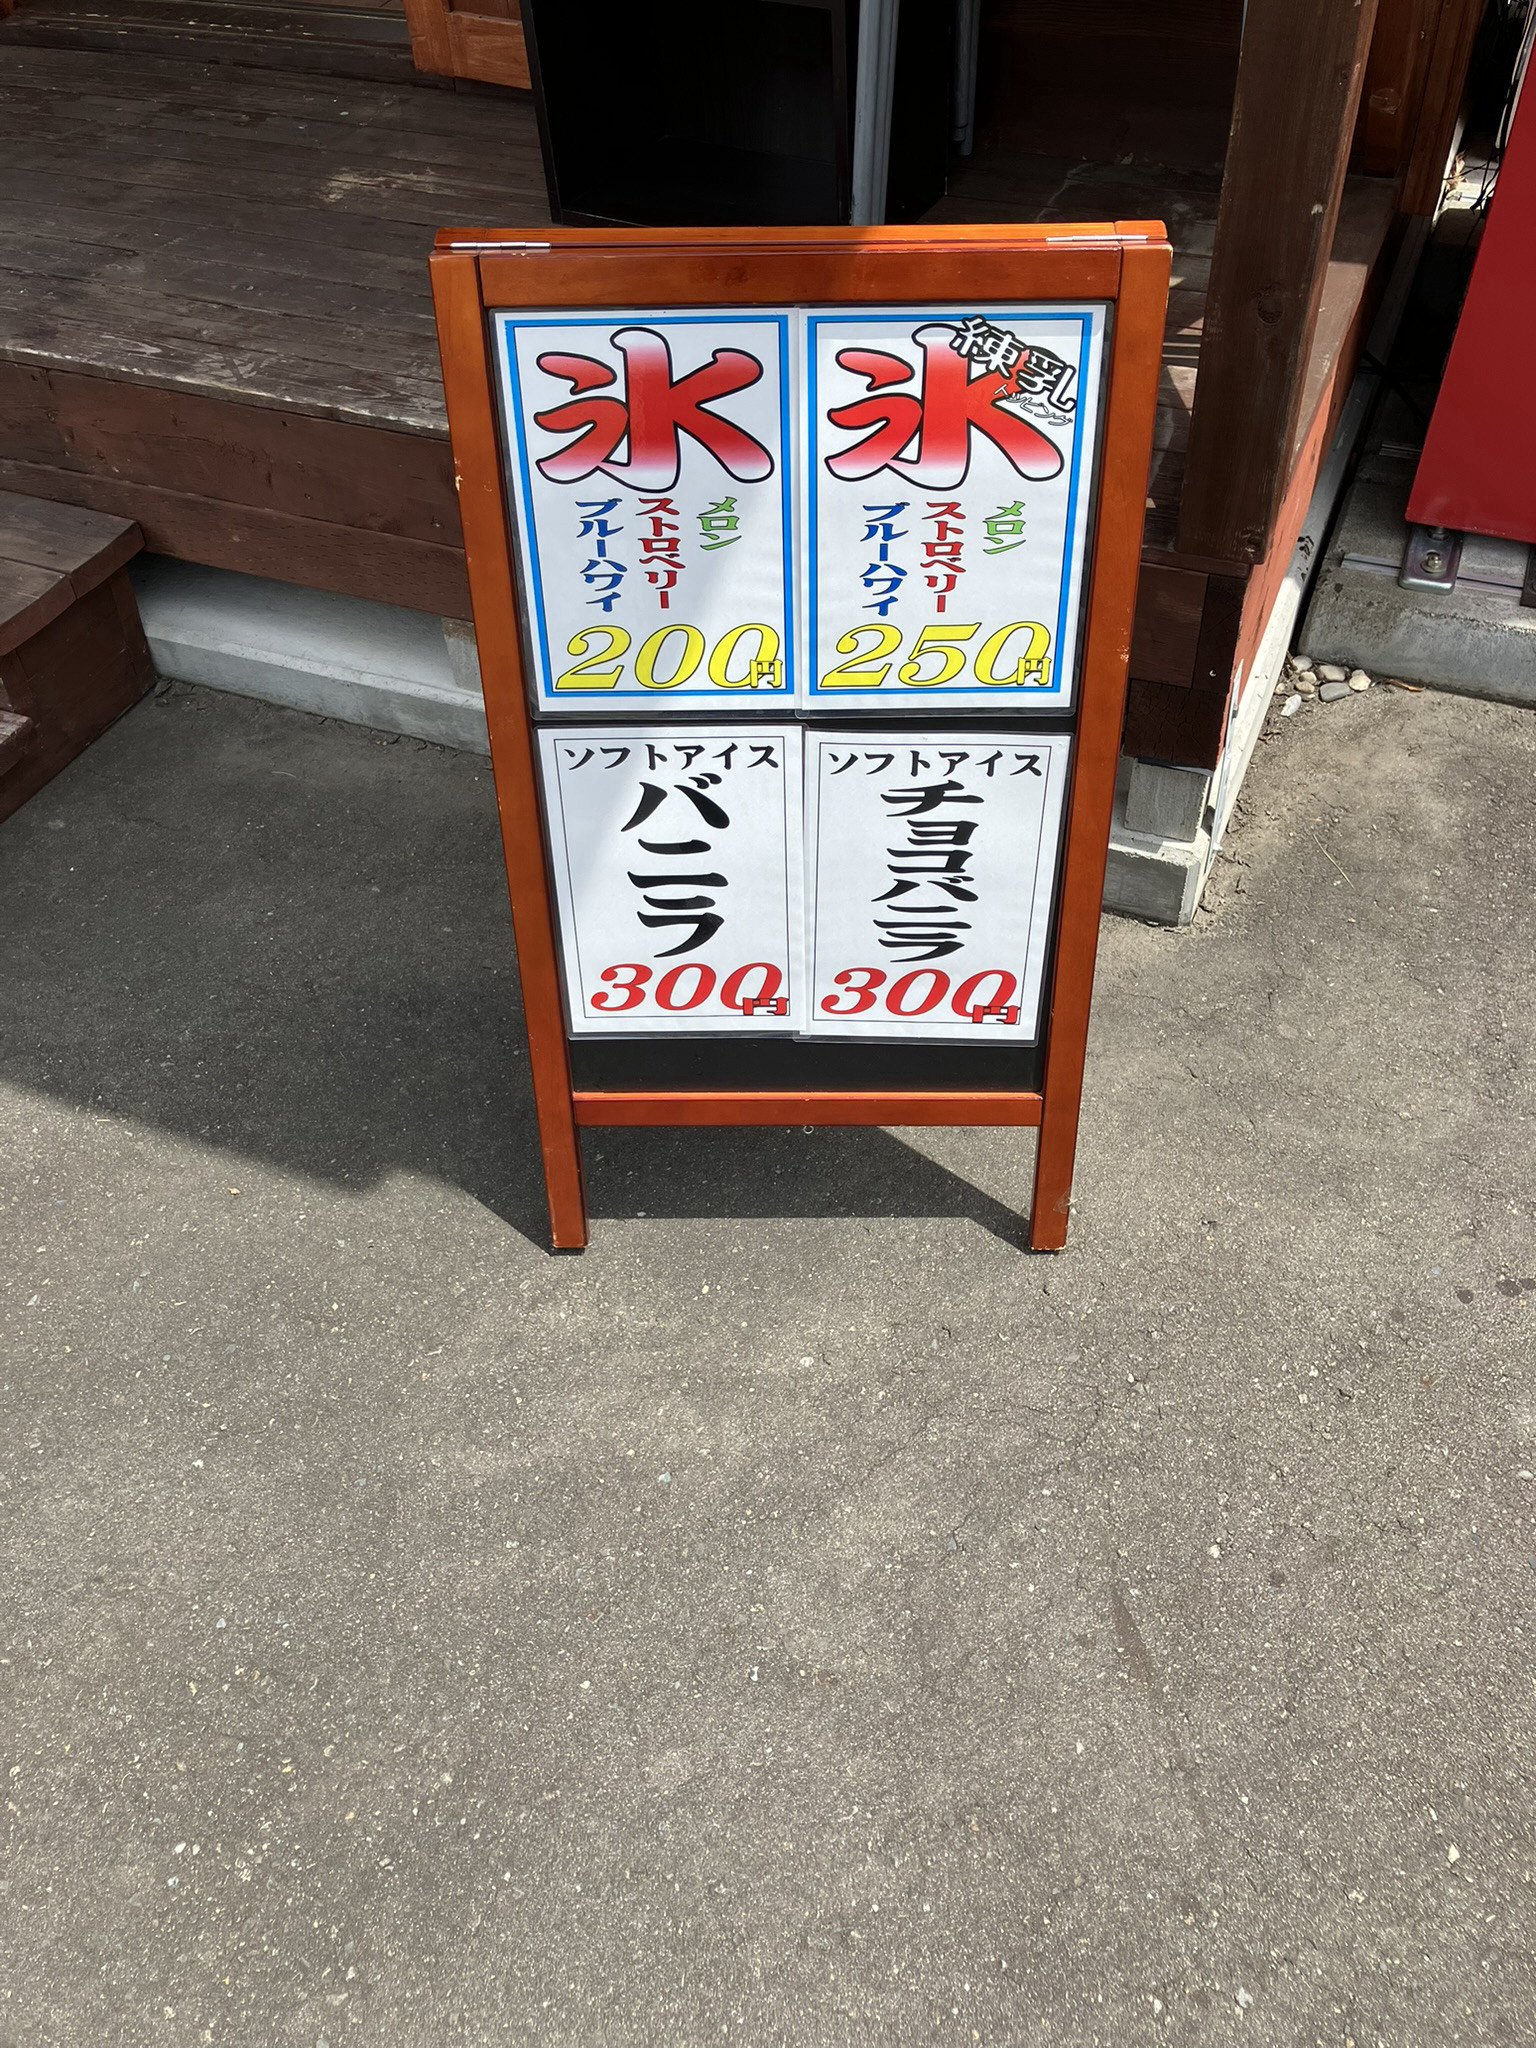 氷
メロン
ストロベリー
ブルーハワイ
200円
氷
練乳
トッピング
メロン
ストロベリー
ブルーハワイ
250円
ソフトアイス
バニラ
300円
ソフトアイス
チョコバニラ
300円